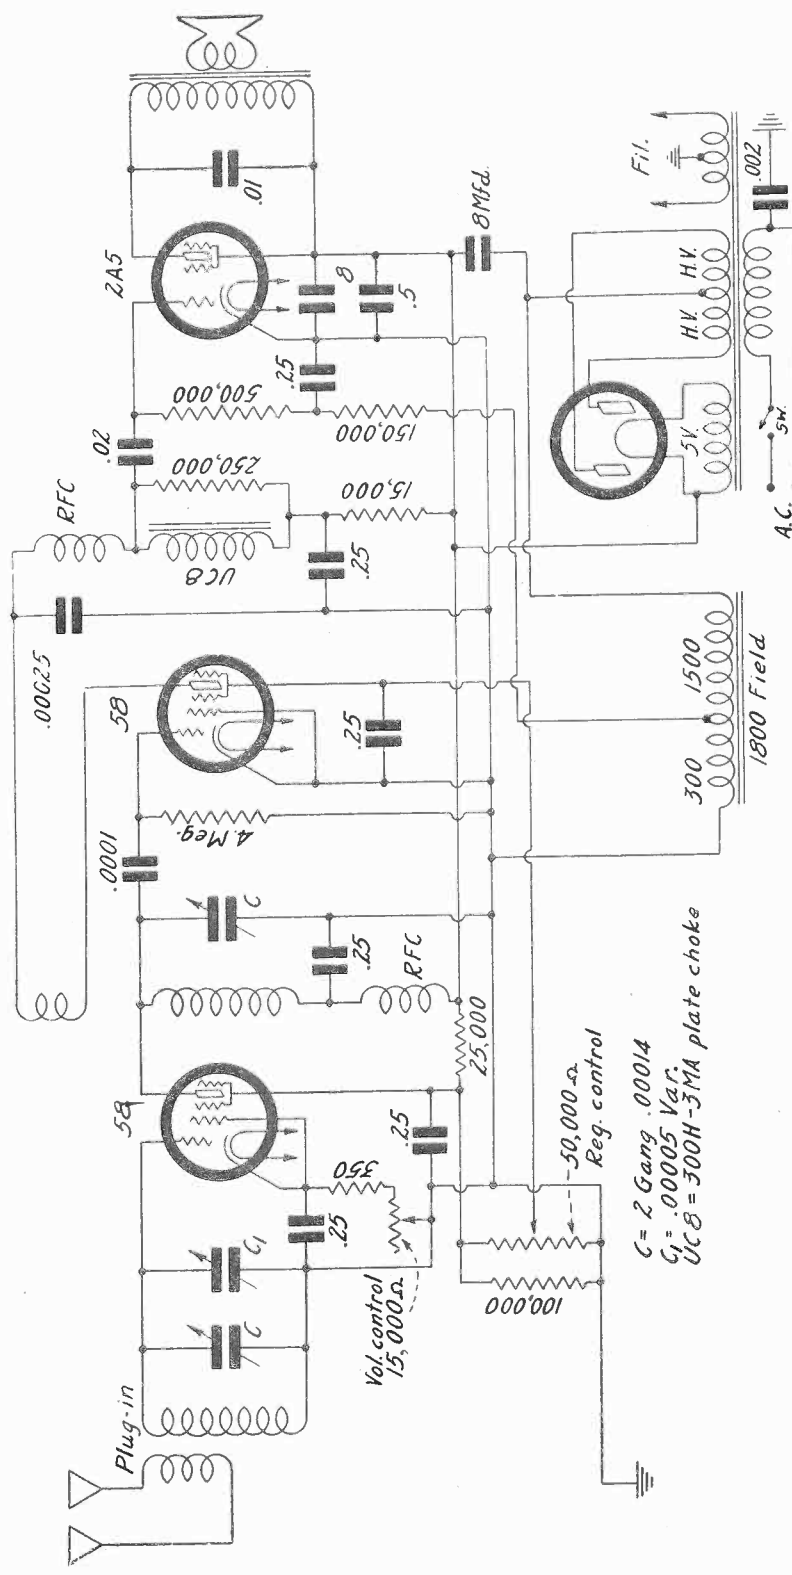 Plug-in
C
C1
58
.25
350
Vol. control
15,000Ω
.25
100,000
50,000Ω
Reg. control
25,000
RFC
.25
C
.0001
4 Meg.
58
.25
.00025
RFC
UC8
250,000
.25
15,000
.02
500,000
150,000
.25
8
.5
2A5
.01
8 Mfd.
300
1500
1800 Field
5V.
H.V.
H.V.
Fil.
.002
SW.
A.C.
C = 2 Gang .00014
C1 = .00005 Var.
UC8 = 300H-3MA plate choke